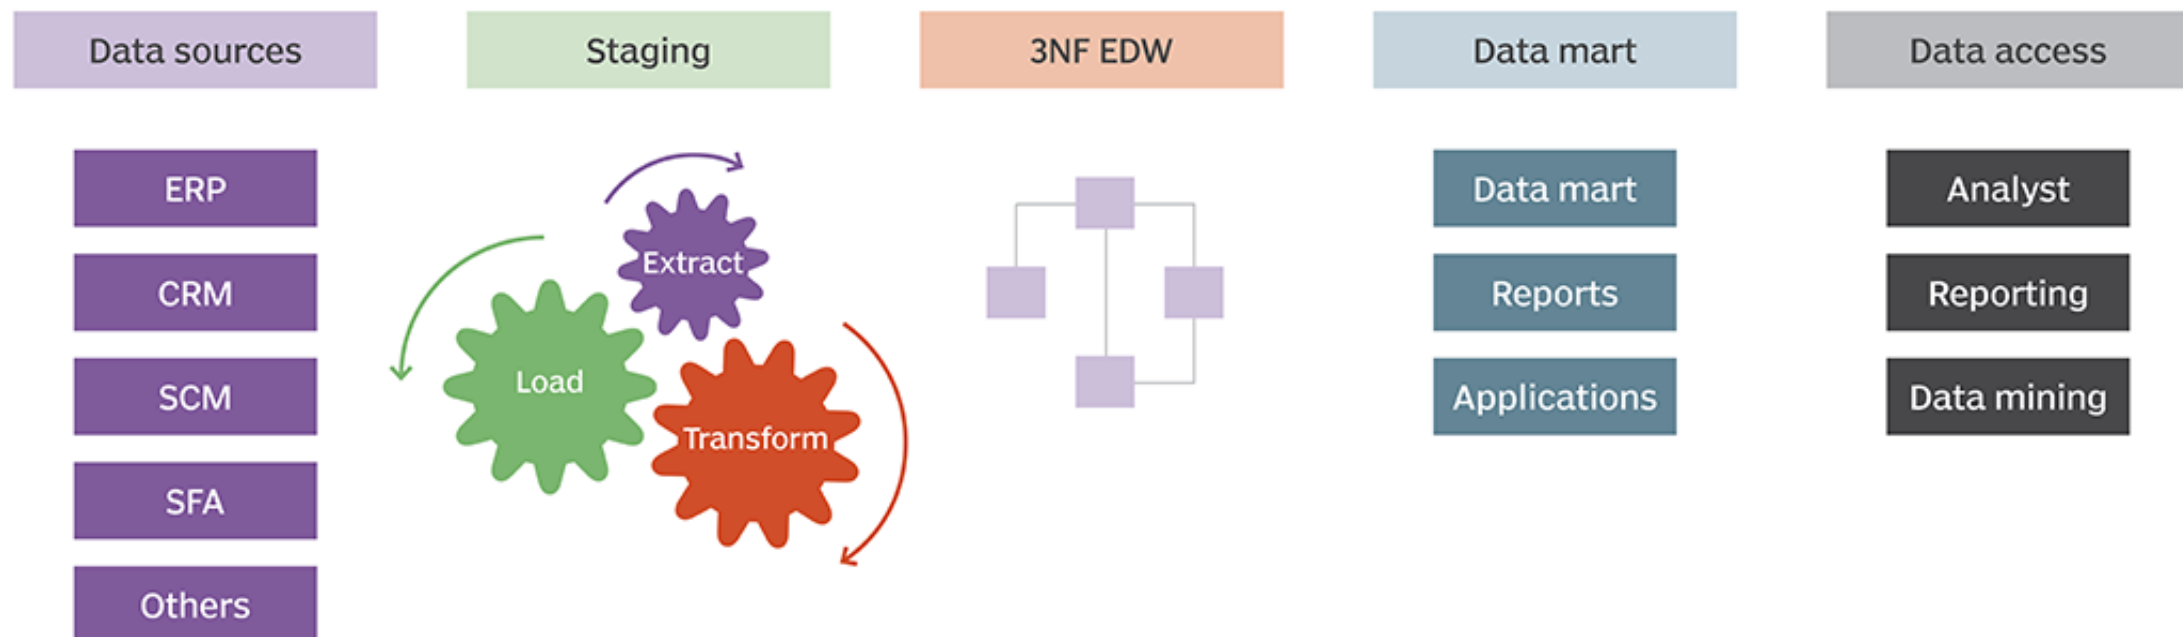 Data sources
Staging
3NF EDW
Data mart
Data access
ERP
CRM
SCM
SFA
Others
Extract
Load
Transform
Data mart
Reports
Applications
Analyst
Reporting
Data mining